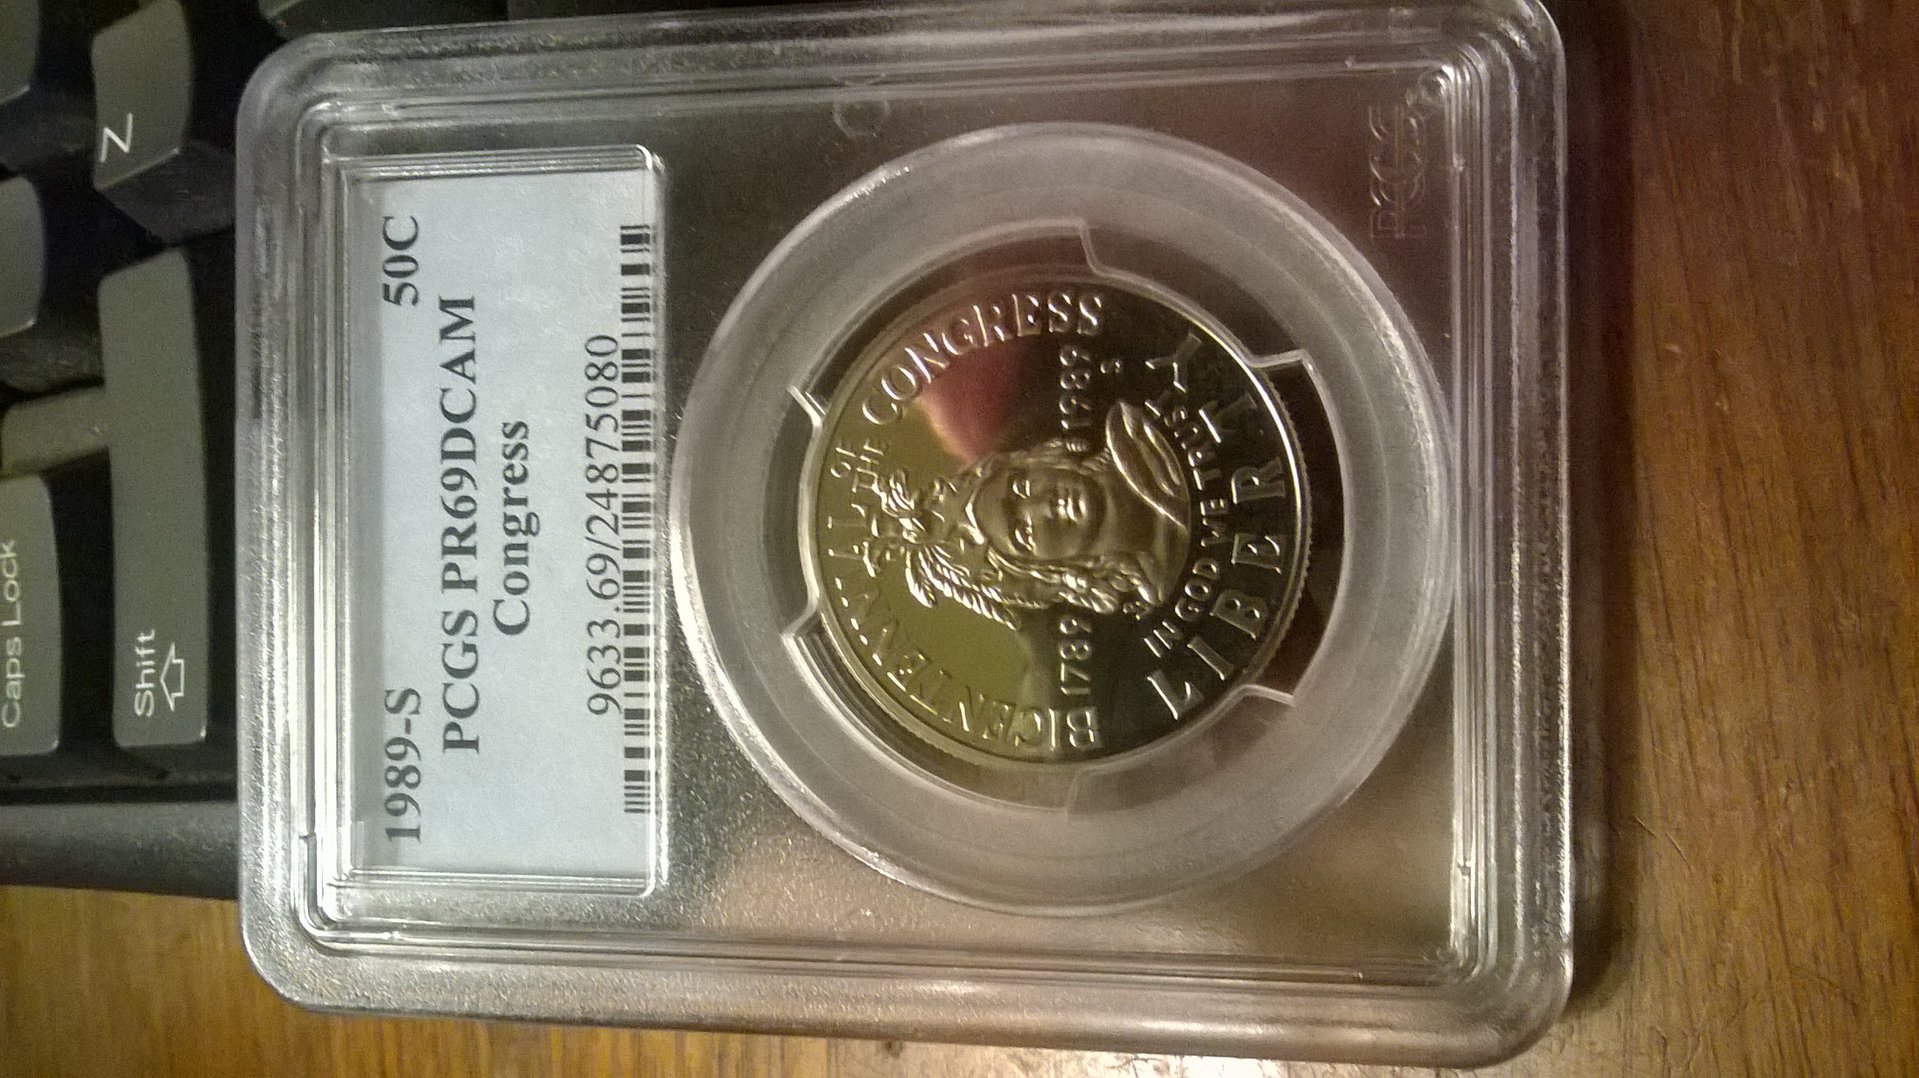 1989-S 50C
PCGS PR69DCAM
Congress
9633.69/24875080
BICENTENNIAL
OF
THE CONGRESS
1789 1989
S
IN GOD WE TRUST
LIBERTY
PCGS
Z
Caps Lock
Shift